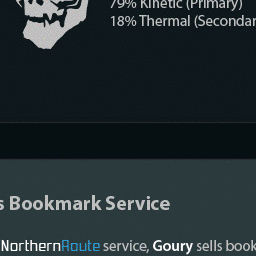 79% Kinetic (Primary)
18% Thermal (Secondar
s Bookmark Service
NorthernRoute service, Goury sells book